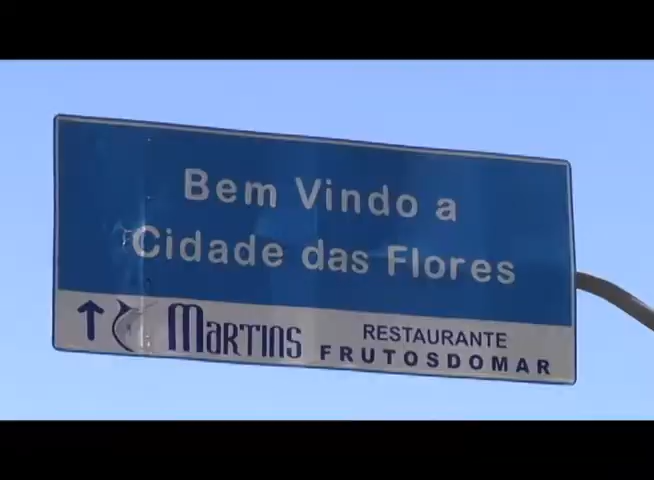 Bem Vindo a
Cidade das Flores
Martins
RESTAURANTE
FRUTOSDOMAR